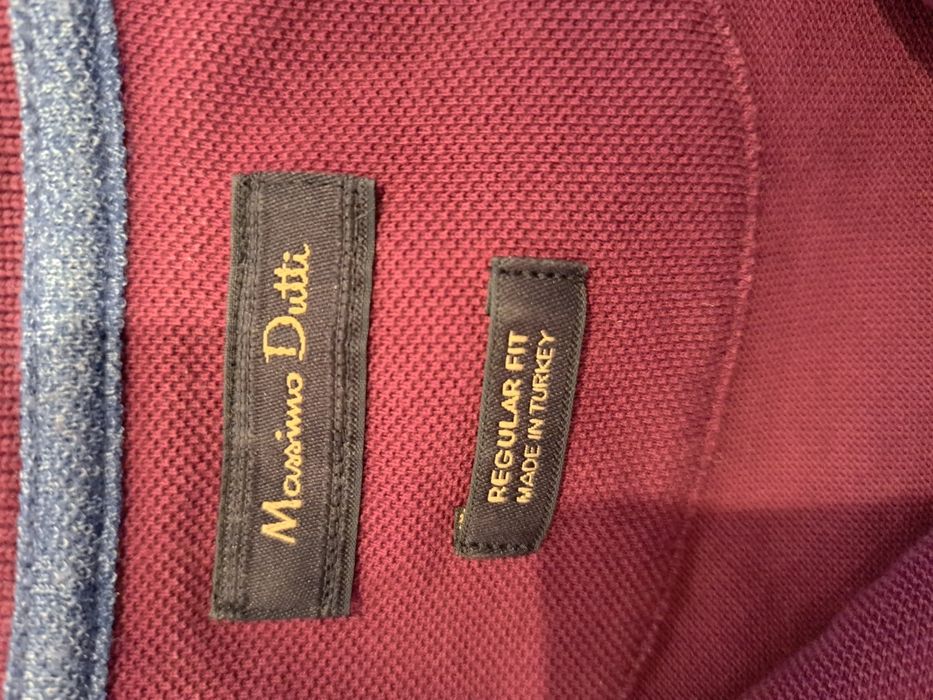 Massimo Dutti
REGULAR FIT
MADE IN TURKEY